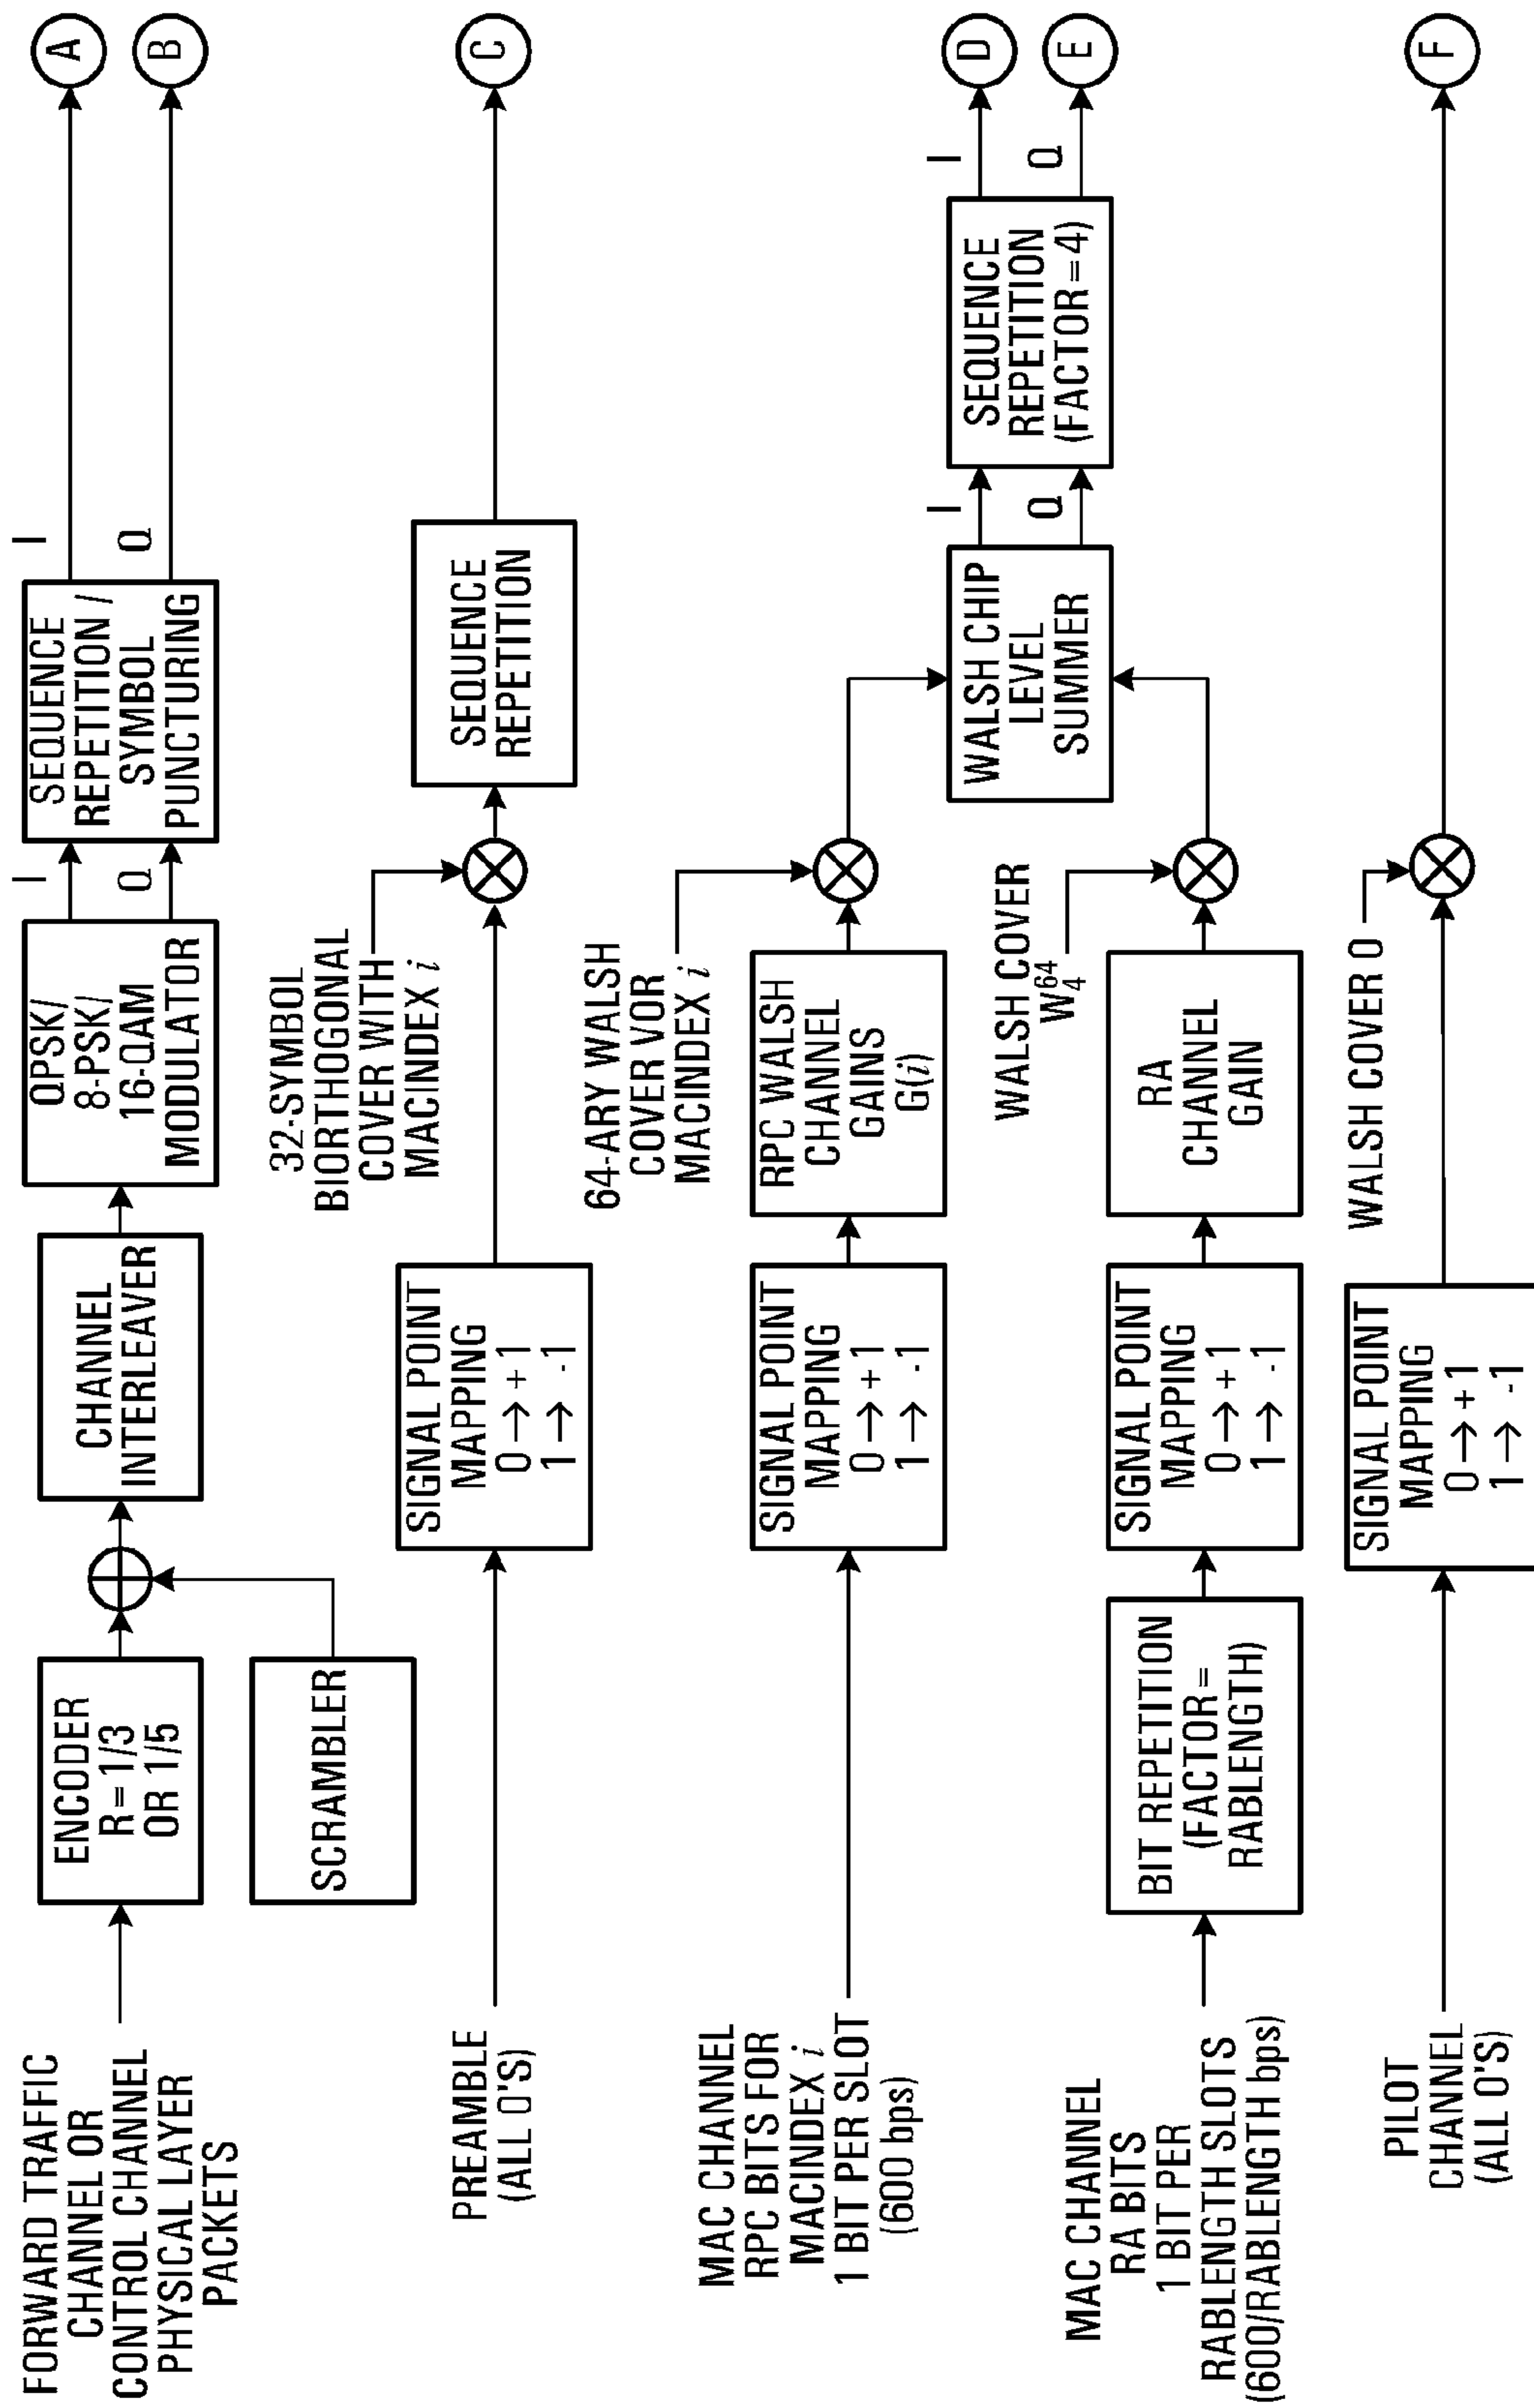 FORWARD TRAFFIC
CHANNEL OR
CONTROL CHANNEL
PHYSICAL LAYER
PACKETS
ENCODER
R=1/3
OR 1/5
SCRAMBLER
CHANNEL
INTERLEAVER
QPSK/
8-PSK/
16-QAM
MODULATOR
I
Q
SEQUENCE
REPETITION /
SYMBOL
PUNCTURING
I
Q
A
B
PREAMBLE
(ALL 0'S)
SIGNAL POINT
MAPPING
0→+1
1→ -1
32-SYMBOL
BIORTHOGONAL
COVER WITH
MACINDEX i
SEQUENCE
REPETITION
C
MAC CHANNEL
RPC BITS FOR
MACINDEX i
1 BIT PER SLOT
(600 bps)
SIGNAL POINT
MAPPING
0→+1
1→ -1
64-ARY WALSH
COVER VOR
MACINDEX i
RPC WALSH
CHANNEL
GAINS
G(i)
WALSH CHIP
LEVEL
SUMMER
I
Q
SEQUENCE
REPETITION
(FACTOR=4)
I
Q
D
E
MAC CHANNEL
RA BITS
1 BIT PER
RABLENGTH SLOTS
(600/RABLENGTH bps)
BIT REPETITION
(FACTOR=
RABLENGTH)
SIGNAL POINT
MAPPING
0→+1
1→ -1
RA
CHANNEL
GAIN
WALSH COVER
W₄⁶⁴
PILOT
CHANNEL
(ALL 0'S)
SIGNAL POINT
MAPPING
0→+1
1→ -1
WALSH COVER 0
F